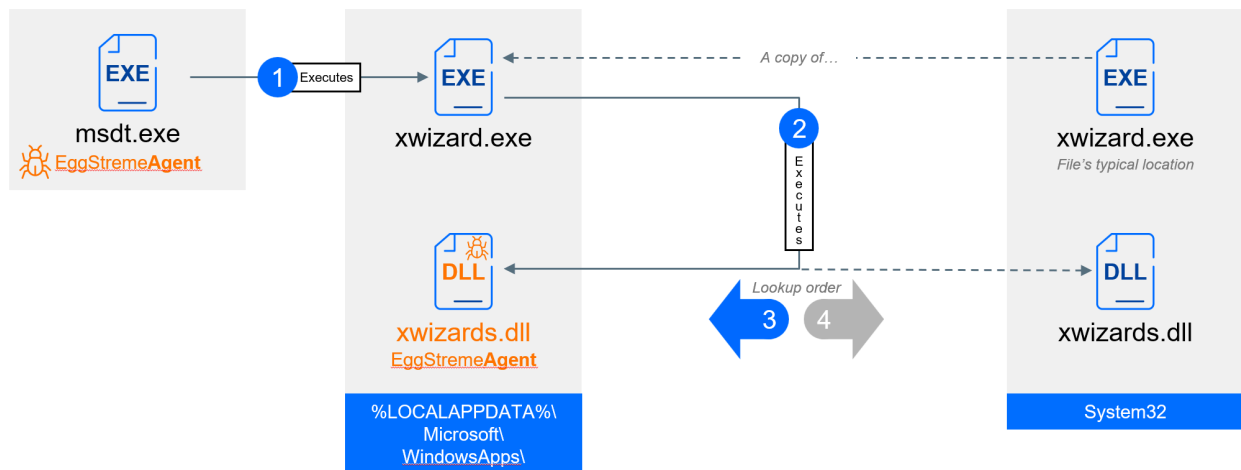 EXE
msdt.exe
EggStremeAgent
1
Executes
EXE
xwizard.exe
A copy of…
EXE
xwizard.exe
File's typical location
2
Executes
DLL
xwizards.dll
EggStremeAgent
Lookup order
3
4
DLL
xwizards.dll
%LOCALAPPDATA%\
Microsoft\
WindowsApps\
System32